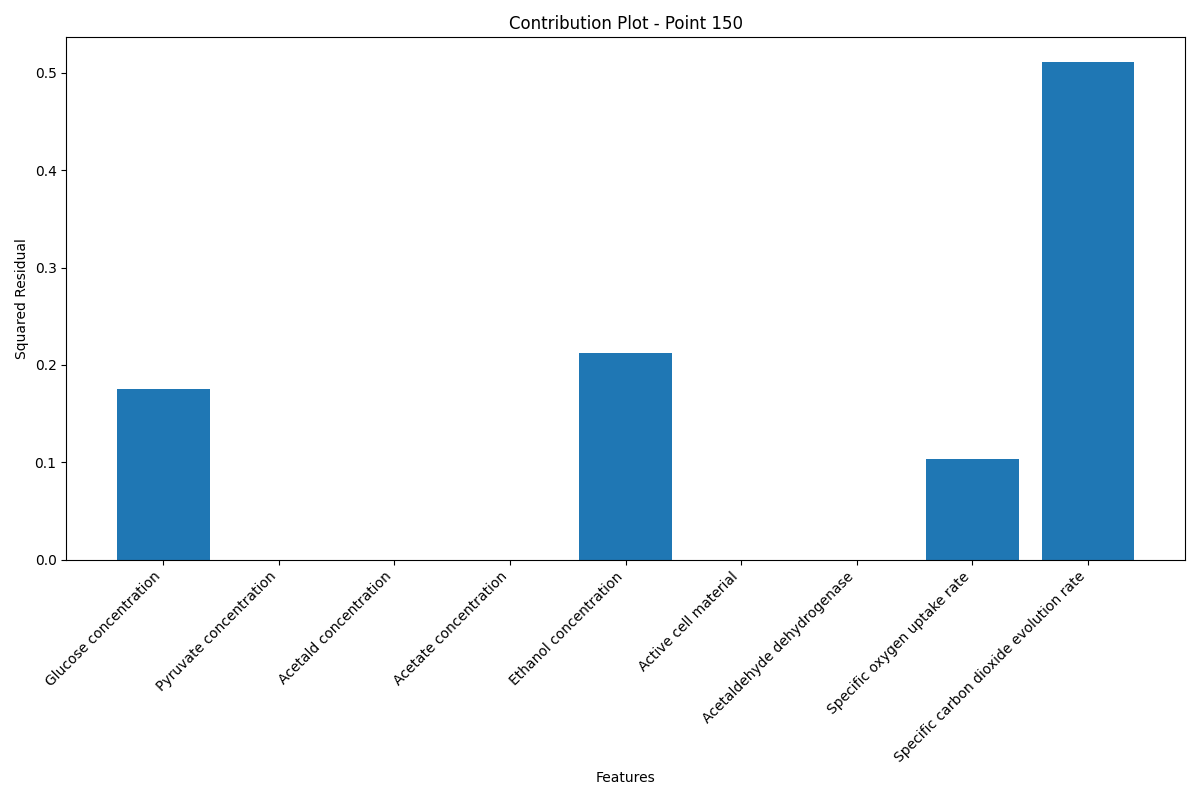 Contribution Plot - Point 150
Squared Residual
0.5
0.4
0.3
0.2
0.1
0.0
Glucose concentration
Pyruvate concentration
Acetald concentration
Acetate concentration
Ethanol concentration
Active cell material
Acetaldehyde dehydrogenase
Specific oxygen uptake rate
Specific carbon dioxide evolution rate
Features